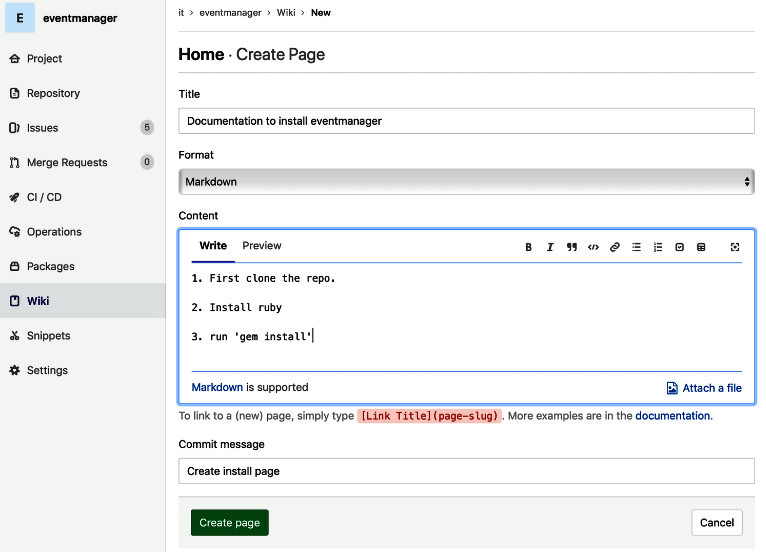 E eventmanager
Project
Repository
Issues 5
Merge Requests 0
CI / CD
Operations
Packages
Wiki
Snippets
Settings
it > eventmanager > Wiki > New
Home · Create Page
Title
Documentation to install eventmanager
Format
Markdown
Content
Write Preview
1. First clone the repo.
2. Install ruby
3. run 'gem install'
Markdown is supported
Attach a file
To link to a (new) page, simply type [Link Title](page-slug). More examples are in the documentation.
Commit message
Create install page
Create page
Cancel